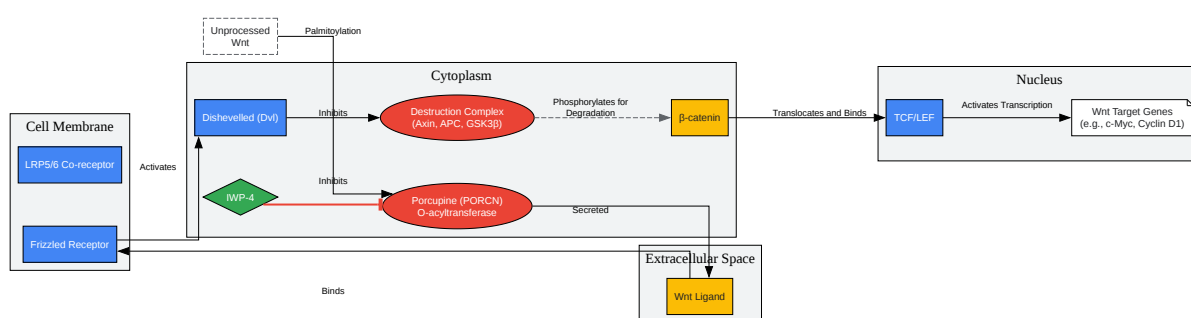 Unprocessed
Wnt
Palmitoylation
Cytoplasm
Nucleus
Cell Membrane
Dishevelled (Dvl)
Inhibits
Destruction Complex
(Axin, APC, GSK3β)
Phosphorylates for
Degradation
β-catenin
Translocates and Binds
TCF/LEF
Activates Transcription
Wnt Target Genes
(e.g., c-Myc, Cyclin D1)
LRP5/6 Co-receptor
Activates
Inhibits
IWP-4
Porcupine (PORCN)
O-acyltransferase
Secreted
Frizzled Receptor
Extracellular Space
Binds
Wnt Ligand